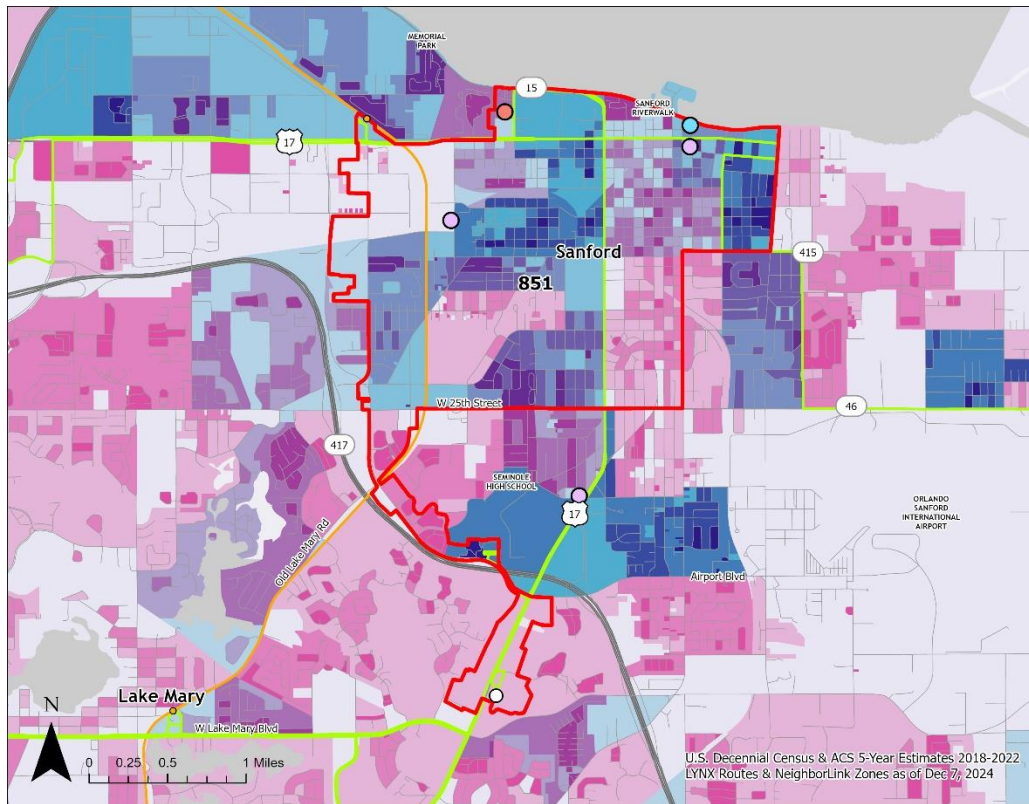 MEMORIAL
PARK
15
SANFORD
RIVERWALK
17
Sanford
415
851
W 25th Street
46
417
SEMINOLE
HIGH SCHOOL
17
ORLANDO
SANFORD
INTERNATIONAL
AIRPORT
Old Lake Mary Rd
Airport Blvd
Lake Mary
N
W Lake Mary Blvd
0 0.25 0.5 1 Miles
U.S. Decennial Census & ACS 5-Year Estimates 2018-2022
LYNX Routes & NeighborLink Zones as of Dec 7, 2024